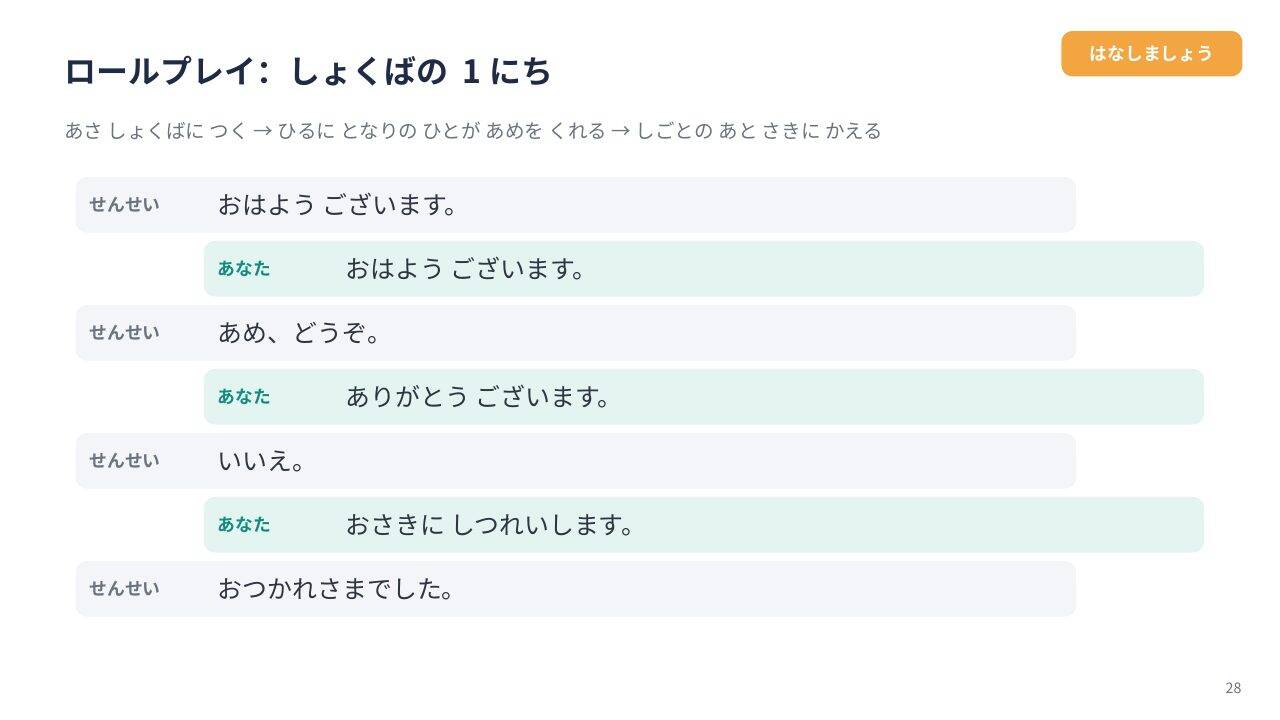 はなしましょう
ロールプレイ：しょくばの 1 にち
あさ しょくばに つく → ひるに となりの ひとが あめを くれる → しごとの あと さきに かえる
せんせい おはよう ございます。
あなた おはよう ございます。
せんせい あめ、どうぞ。
あなた ありがとう ございます。
せんせい いいえ。
あなた おさきに しつれいします。
せんせい おつかれさまでした。
28